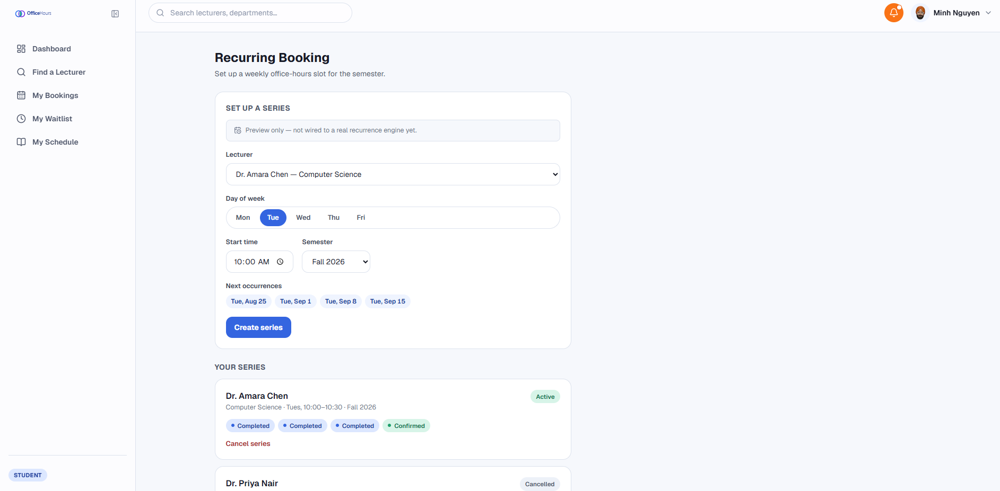 OfficeHours
Search lecturers, departments...
Minh Nguyen
Dashboard
Find a Lecturer
My Bookings
My Waitlist
My Schedule
STUDENT
Recurring Booking
Set up a weekly office-hours slot for the semester.
SET UP A SERIES
Preview only — not wired to a real recurrence engine yet.
Lecturer
Dr. Amara Chen — Computer Science
Day of week
Mon Tue Wed Thu Fri
Start time Semester
10:00 AM Fall 2026
Next occurrences
Tue, Aug 25 Tue, Sep 1 Tue, Sep 8 Tue, Sep 15
Create series
YOUR SERIES
Dr. Amara Chen Active
Computer Science · Tues, 10:00–10:30 · Fall 2026
Completed Completed Completed Confirmed
Cancel series
Dr. Priya Nair Cancelled